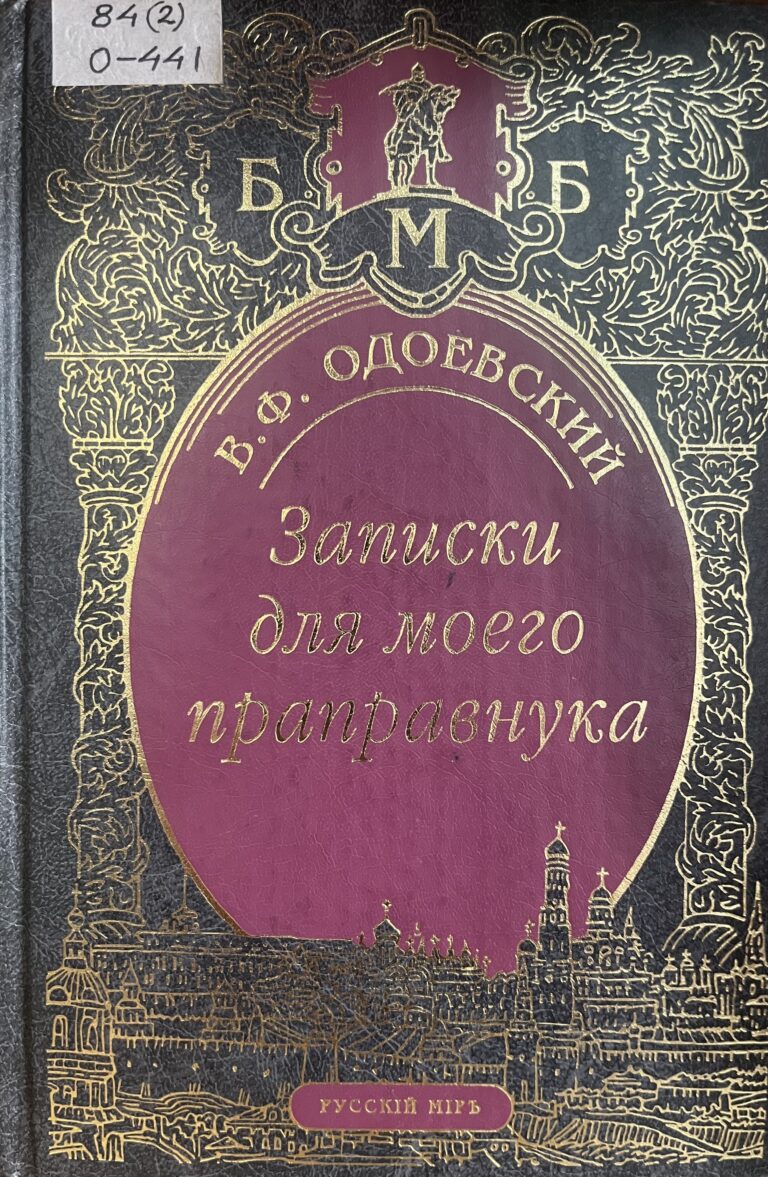 84(2)
О-441
Б Б
М
В.Ф. ОДОЕВСКИЙ
Записки
для моего
праправнука
РУССКІЙ МІРЪ